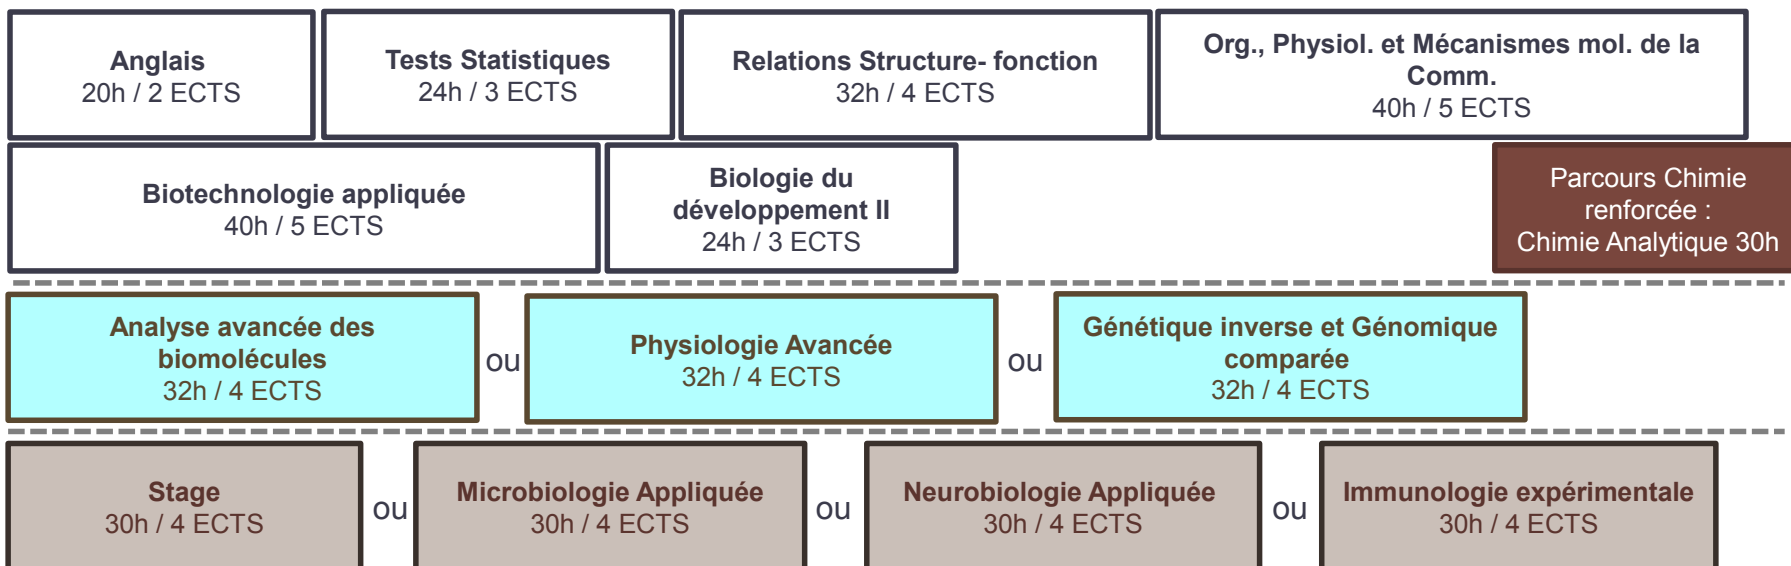 Anglais
20h / 2 ECTS
Tests Statistiques
24h / 3 ECTS
Relations Structure- fonction
32h / 4 ECTS
Org., Physiol. et Mécanismes mol. de la
Comm.
40h / 5 ECTS
Biotechnologie appliquée
40h / 5 ECTS
Biologie du
développement II
24h / 3 ECTS
Parcours Chimie
renforcée :
Chimie Analytique 30h
Analyse avancée des
biomolécules
32h / 4 ECTS
ou
Physiologie Avancée
32h / 4 ECTS
ou
Génétique inverse et Génomique
comparée
32h / 4 ECTS
Stage
30h / 4 ECTS
ou
Microbiologie Appliquée
30h / 4 ECTS
ou
Neurobiologie Appliquée
30h / 4 ECTS
ou
Immunologie expérimentale
30h / 4 ECTS